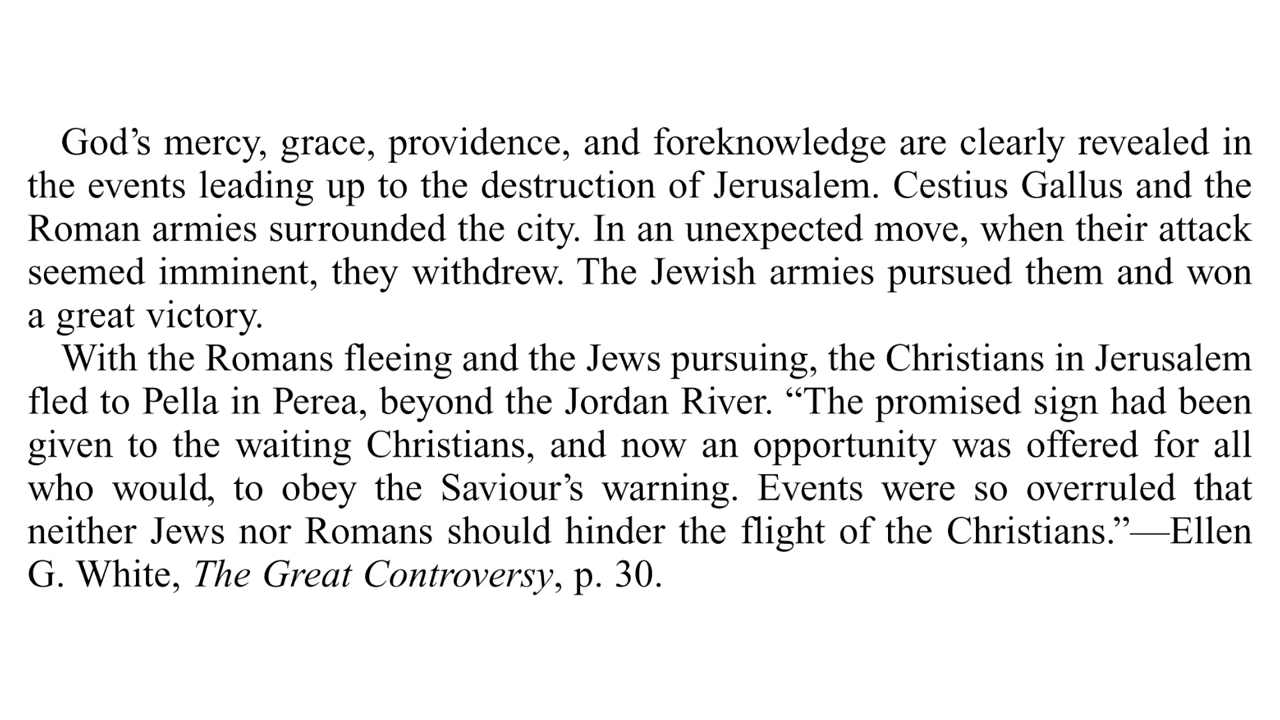 God’s mercy, grace, providence, and foreknowledge are clearly revealed in
the events leading up to the destruction of Jerusalem. Cestius Gallus and the
Roman armies surrounded the city. In an unexpected move, when their attack
seemed imminent, they withdrew. The Jewish armies pursued them and won
a great victory.
With the Romans fleeing and the Jews pursuing, the Christians in Jerusalem
fled to Pella in Perea, beyond the Jordan River. “The promised sign had been
given to the waiting Christians, and now an opportunity was offered for all
who would, to obey the Saviour’s warning. Events were so overruled that
neither Jews nor Romans should hinder the flight of the Christians.”—Ellen
G. White, The Great Controversy, p. 30.